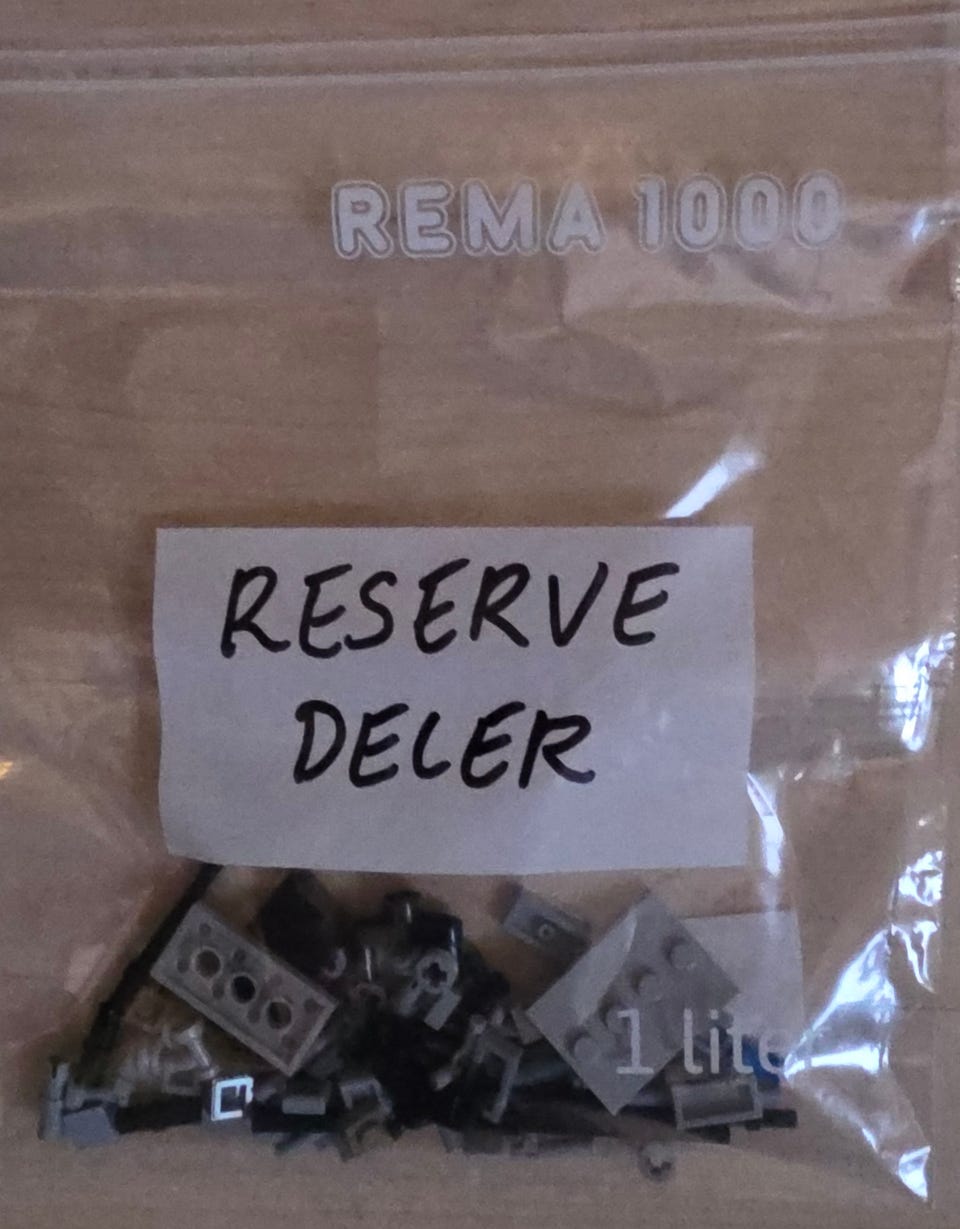 REMA 1000
RESERVE
DELER
1 liter